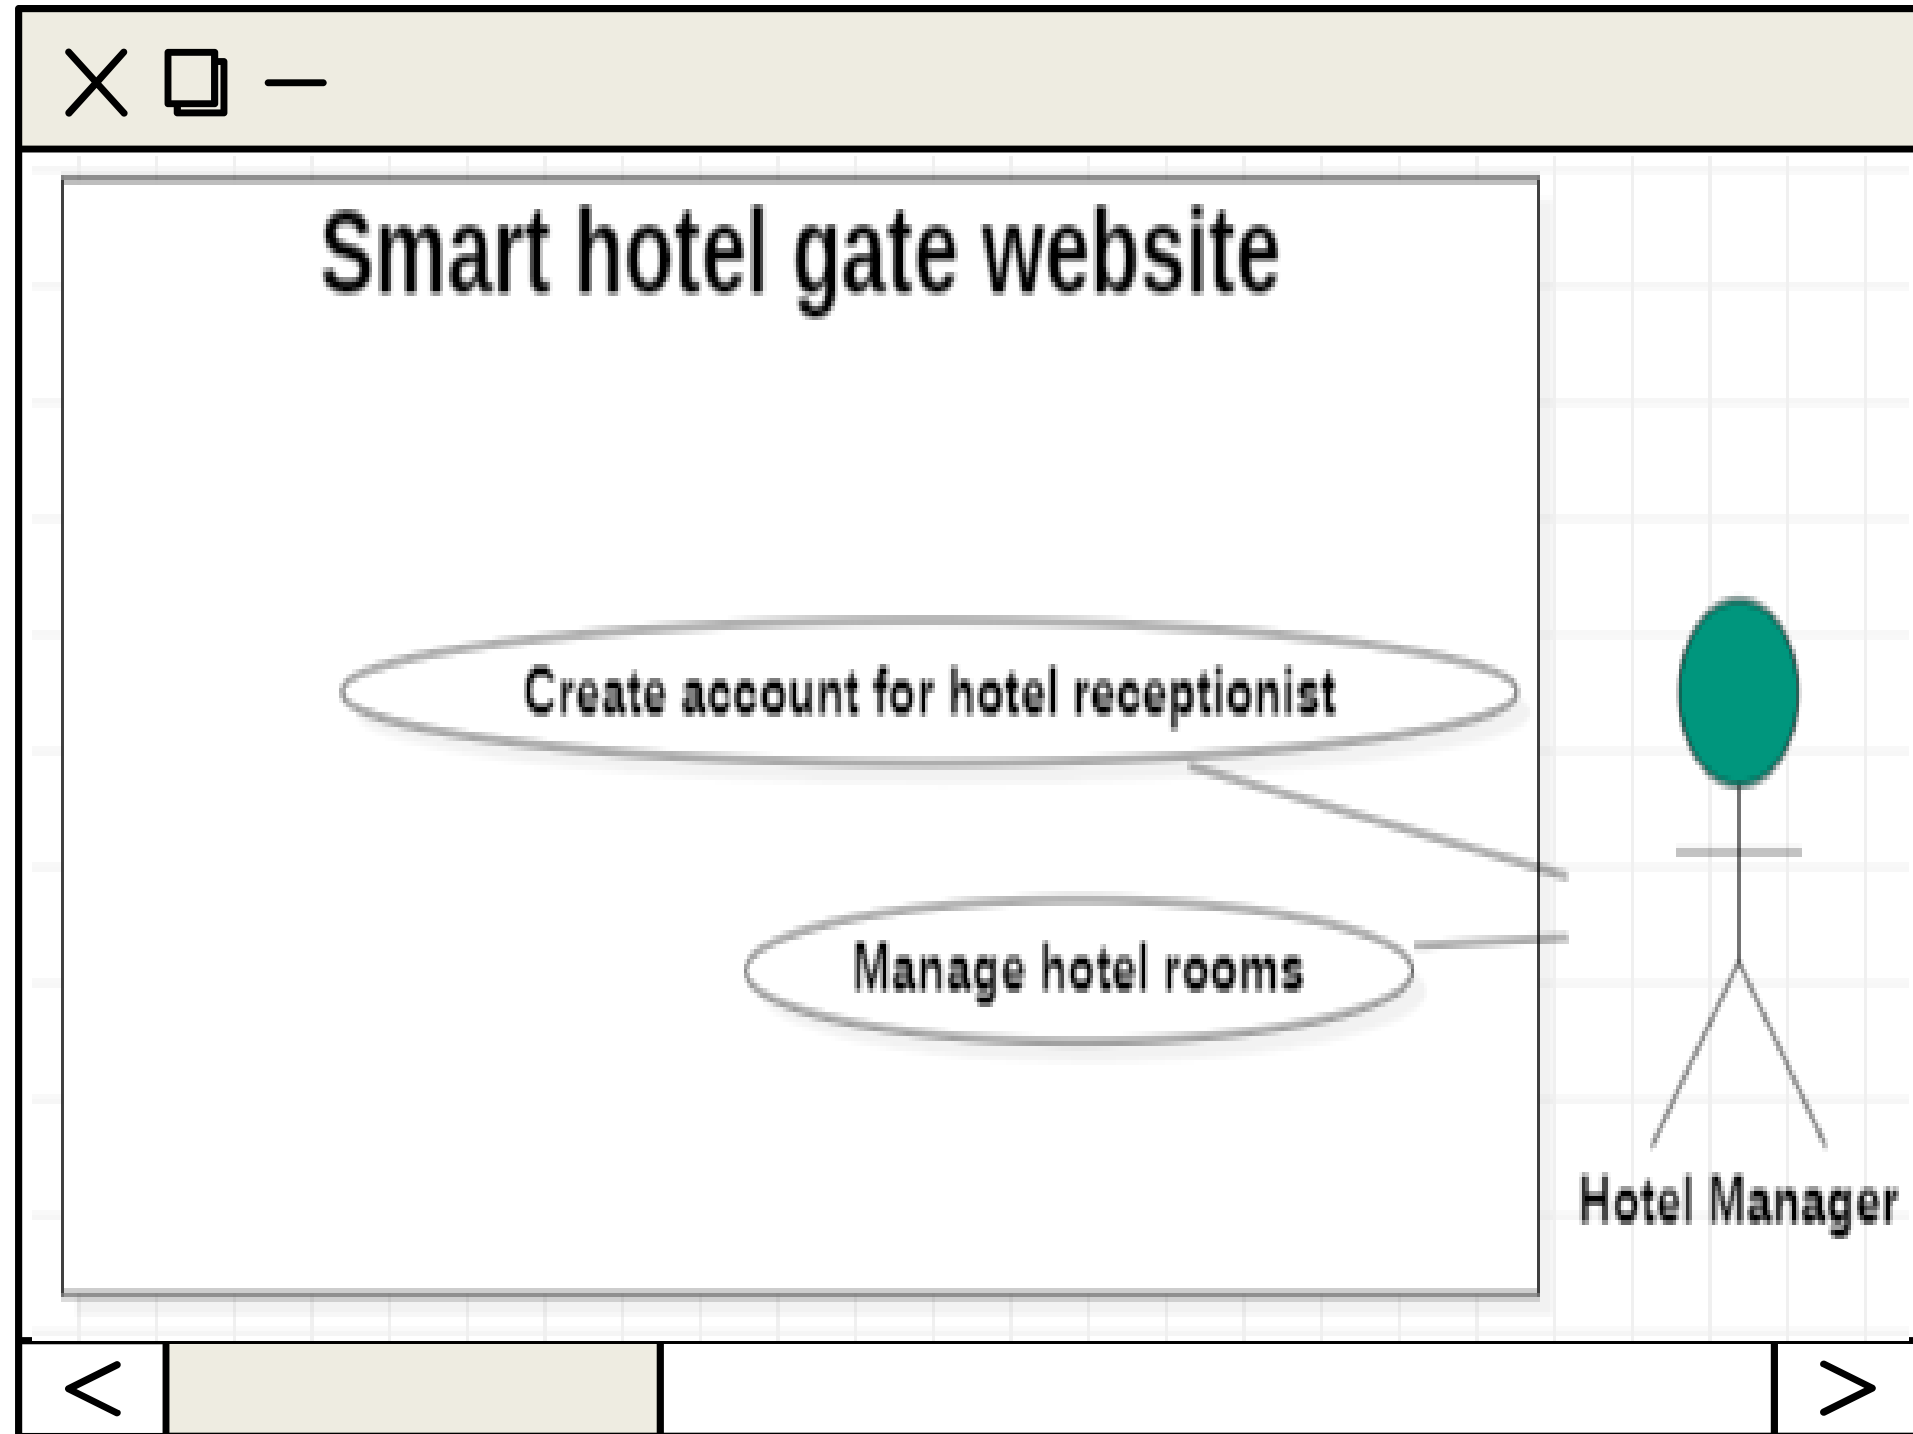 Smart hotel gate website
Create account for hotel receptionist
Manage hotel rooms
Hotel Manager